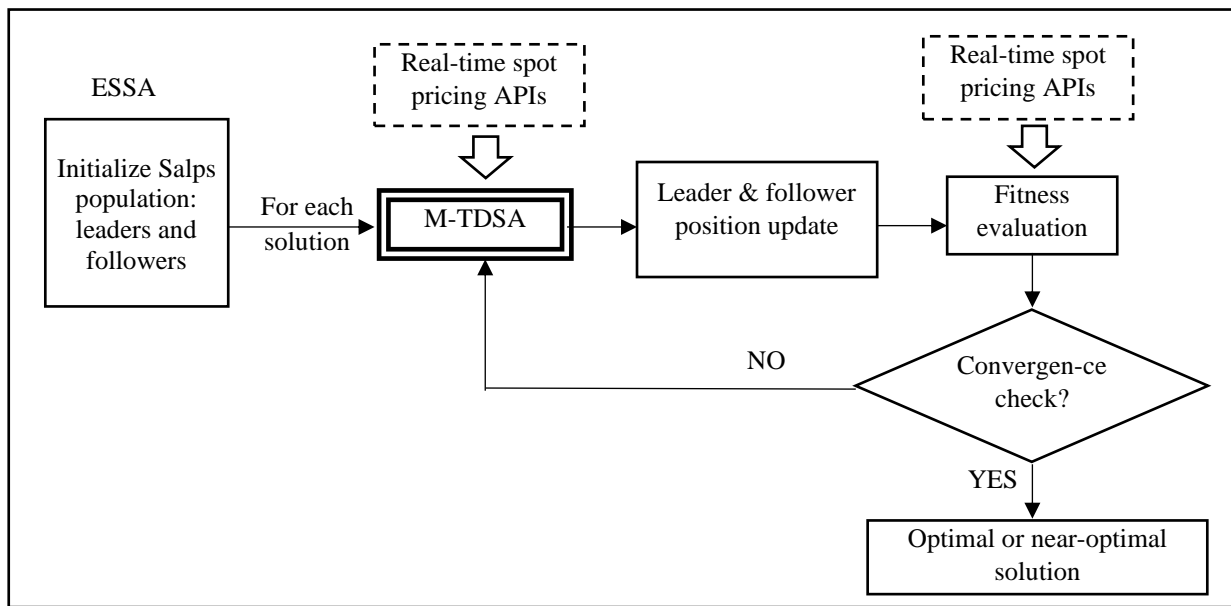 ESSA
Initialize Salps
population:
leaders and
followers
For each
solution
Real-time spot
pricing APIs
M-TDSA
Leader & follower
position update
Real-time spot
pricing APIs
Fitness
evaluation
Convergen-ce
check?
NO
YES
Optimal or near-optimal
solution